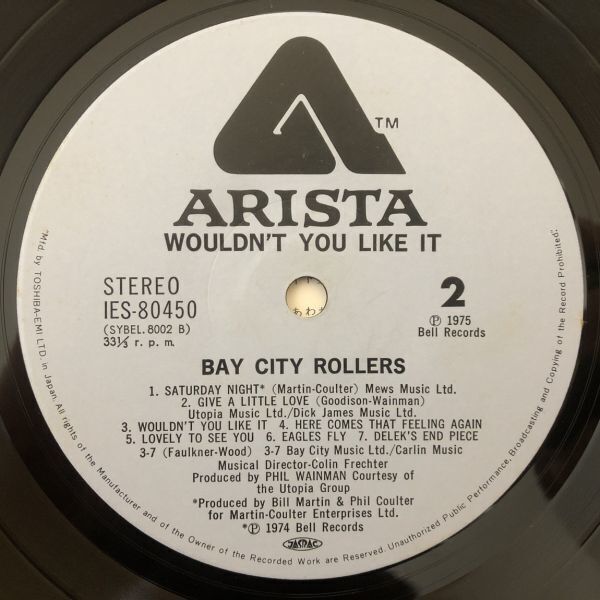 TM
ARISTA
WOULDN'T YOU LIKE IT
STEREO
IES-80450
(SYBEL. 8002 B)
33⅓ r. p. m.
2
Ⓟ 1975
Bell Records
BAY CITY ROLLERS
1. SATURDAY NIGHT* (Martin-Coulter) Mews Music Ltd.
2. GIVE A LITTLE LOVE (Goodison-Wainman)
Utopia Music Ltd./Dick James Music Ltd.
3. WOULDN'T YOU LIKE IT 4. HERE COMES THAT FEELING AGAIN
5. LOVELY TO SEE YOU 6. EAGLES FLY 7. DELEK'S END PIECE
3-7 (Faulkner-Wood) 3-7 Bay City Music Ltd./Carlin Music
Musical Director-Colin Frechter
Produced by PHIL WAINMAN Courtesy of
the Utopia Group
*Produced by Bill Martin & Phil Coulter
for Martin-Coulter Enterprises Ltd.
*Ⓟ 1974 Bell Records
JASRAC
"Mfd. by TOSHIBA-EMI LTD. in Japan. All rights of the Manufacturer and of the Owner of the Recorded Work are Reserved. Unauthorized Public Performance, Broadcasting and Copying of the Record Prohibited."